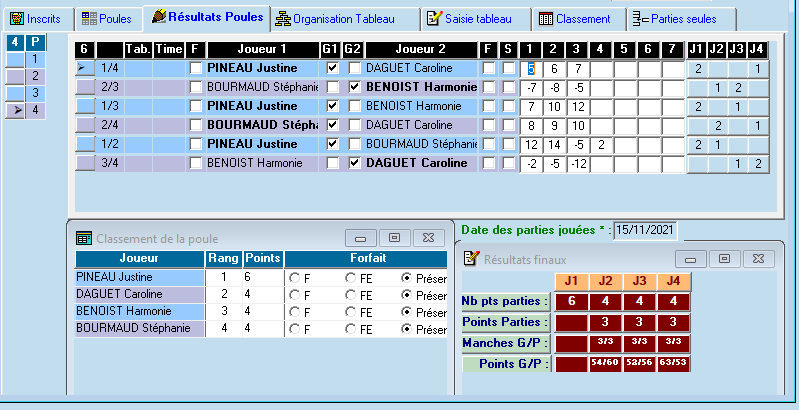 Inscrits Poules Résultats Poules Organisation Tableau Saisie tableau Classement Parties seules
4 P
1
2
3
4
6 Tab. Time F Joueur 1 G1 G2 Joueur 2 F S 1 2 3 4 5 6 7 J1 J2 J3 J4
1/4 PINEAU Justine DAGUET Caroline 5 6 7 2 1
2/3 BOURMAUD Stéphanie BENOIST Harmonie -7 -8 -5 1 2
1/3 PINEAU Justine BENOIST Harmonie 7 10 12 2 1
2/4 BOURMAUD Stépha DAGUET Caroline 8 9 10 2 1
1/2 PINEAU Justine BOURMAUD Stéphanie 12 14 -5 2 2 1
3/4 BENOIST Harmonie DAGUET Caroline -2 -5 -12 1 2
Classement de la poule
Joueur Rang Points Forfait
PINEAU Justine 1 6 F FE Préser
DAGUET Caroline 2 4 F FE Préser
BENOIST Harmonie 3 4 F FE Préser
BOURMAUD Stéphanie 4 4 F FE Préser
Date des parties jouées * : 15/11/2021
Résultats finaux
J1 J2 J3 J4
Nb pts parties : 6 4 4 4
Points Parties : 3 3 3
Manches G/P : 3/3 3/3 3/3
Points G/P : 54/60 52/56 63/53